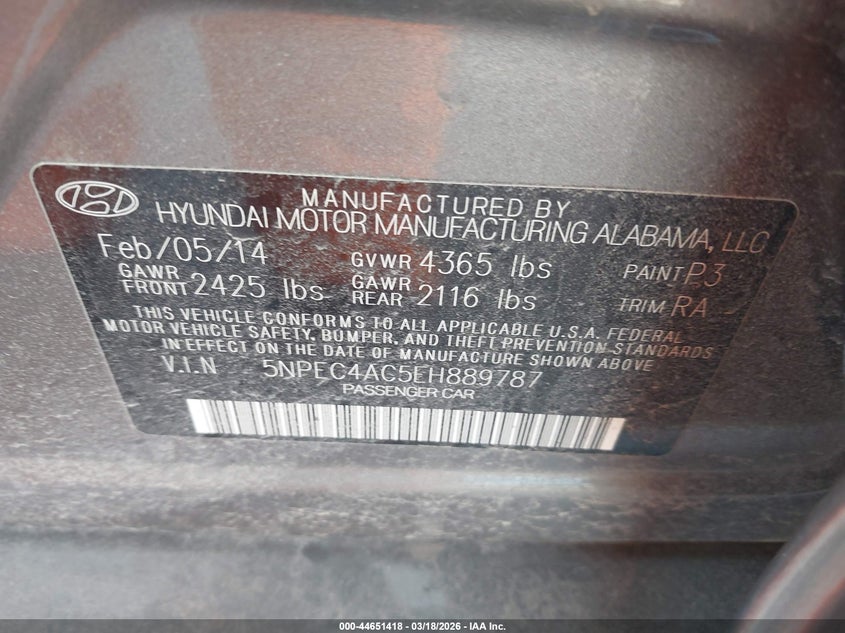 MANUFACTURED BY
HYUNDAI MOTOR MANUFACTURING ALABAMA, LLC
Feb/05/14 GVWR 4365 lbs PAINT P3
GAWR FRONT 2425 lbs GAWR REAR 2116 lbs TRIM RA
THIS VEHICLE CONFORMS TO ALL APPLICABLE U.S.A. FEDERAL
MOTOR VEHICLE SAFETY, BUMPER, AND THEFT PREVENTION STANDARDS
IN EFFECT ON THE DATE OF MANUFACTURE SHOWN ABOVE
V.I.N 5NPEC4AC5EH889787
PASSENGER CAR
000-44651418 - 03/18/2026 - IAA Inc.